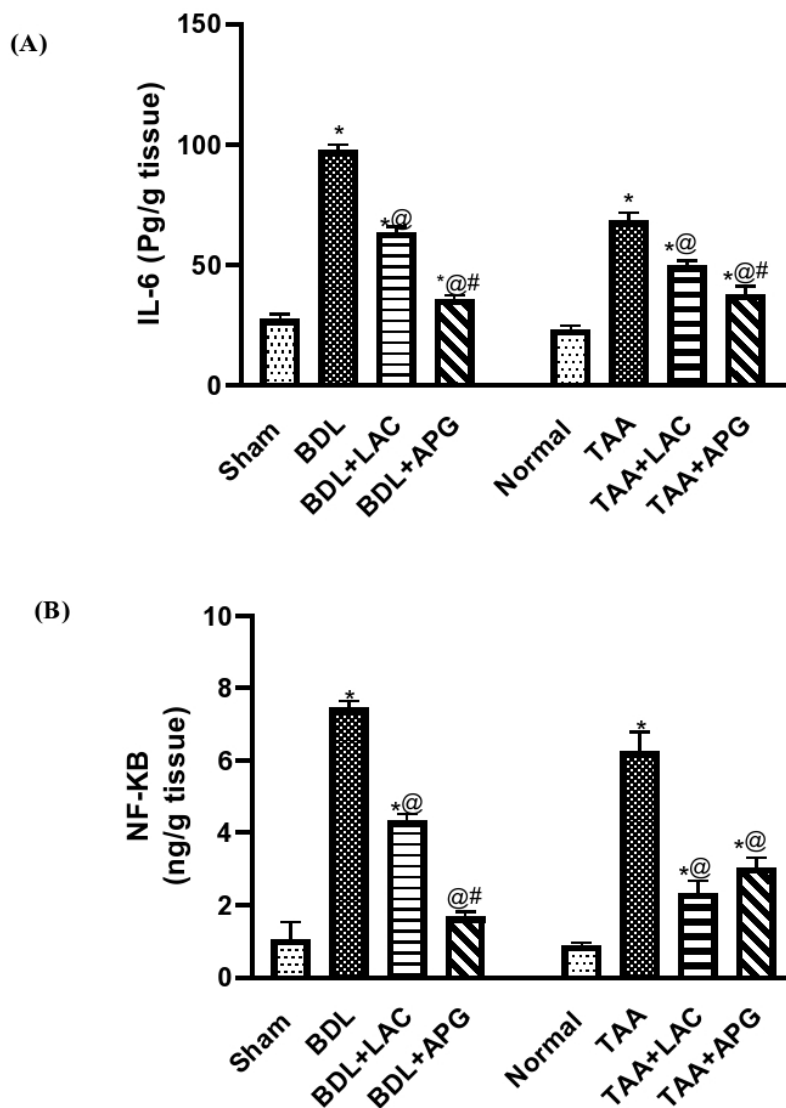 (A)
IL-6 (Pg/g tissue)
150
100
50
0
*
*@
*@#
*
*@
*@#
Sham
BDL
BDL+LAC
BDL+APG
Normal
TAA
TAA+LAC
TAA+APG
(B)
NF-KB
(ng/g tissue)
10
8
6
4
2
0
*
*@
@#
*
*@
*@
Sham
BDL
BDL+LAC
BDL+APG
Normal
TAA
TAA+LAC
TAA+APG